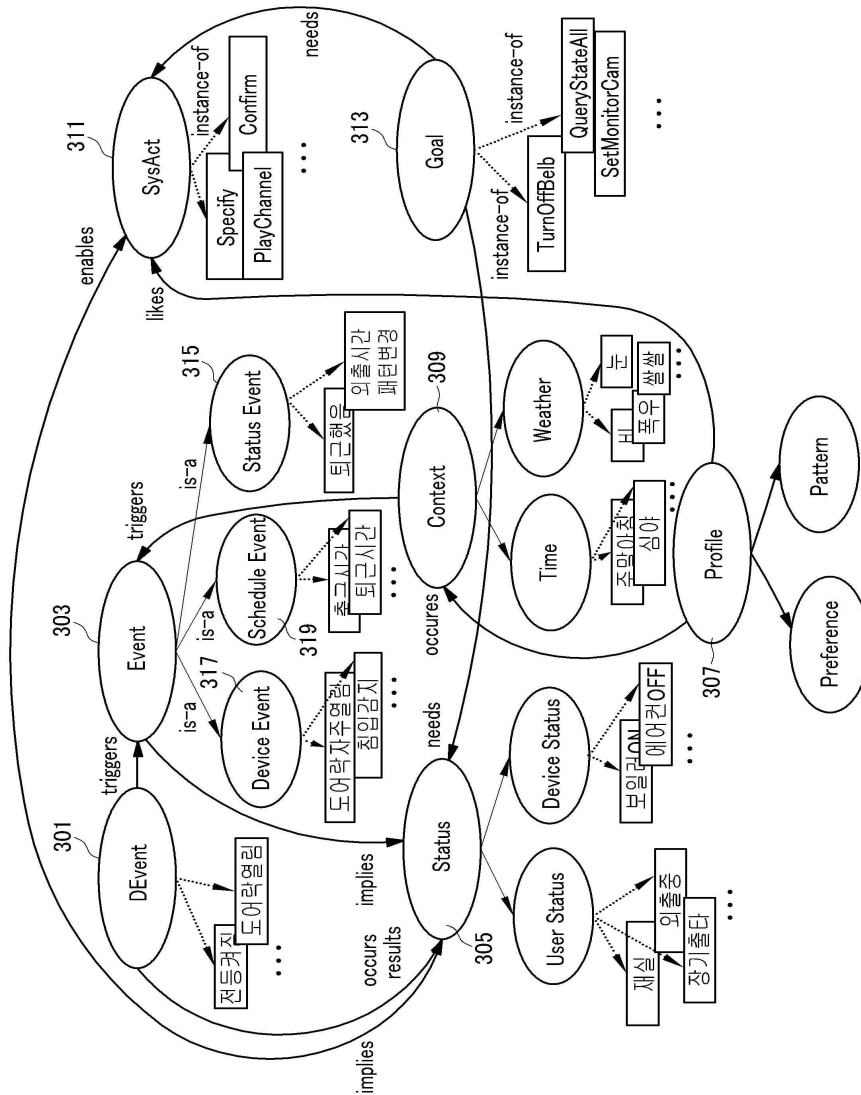 301
DEvent
전등켜짐
도어락열림
...
triggers
303
Event
triggers
is-a
is-a
is-a
317
Device Event
도어락자주열림
침입감지
...
Schedule Event
319
출근시간
퇴근시간
...
315
Status Event
퇴근했음
외출시간
패턴변경
enables
311
SysAct
likes
needs
instance-of
Specify
PlayChannel
Confirm
...
implies
occurs
results
implies
needs
occures
305
Status
User Status
재실
외출중
장기출타
...
Device Status
보일러ON
에어컨OFF
...
309
Context
Time
주말아침
심야
...
Weather
비
폭우
눈
쌀쌀
...
313
Goal
instance-of
instance-of
TurnOffBelb
QueryStateAll
SetMonitorCam
...
307
Profile
Preference
Pattern